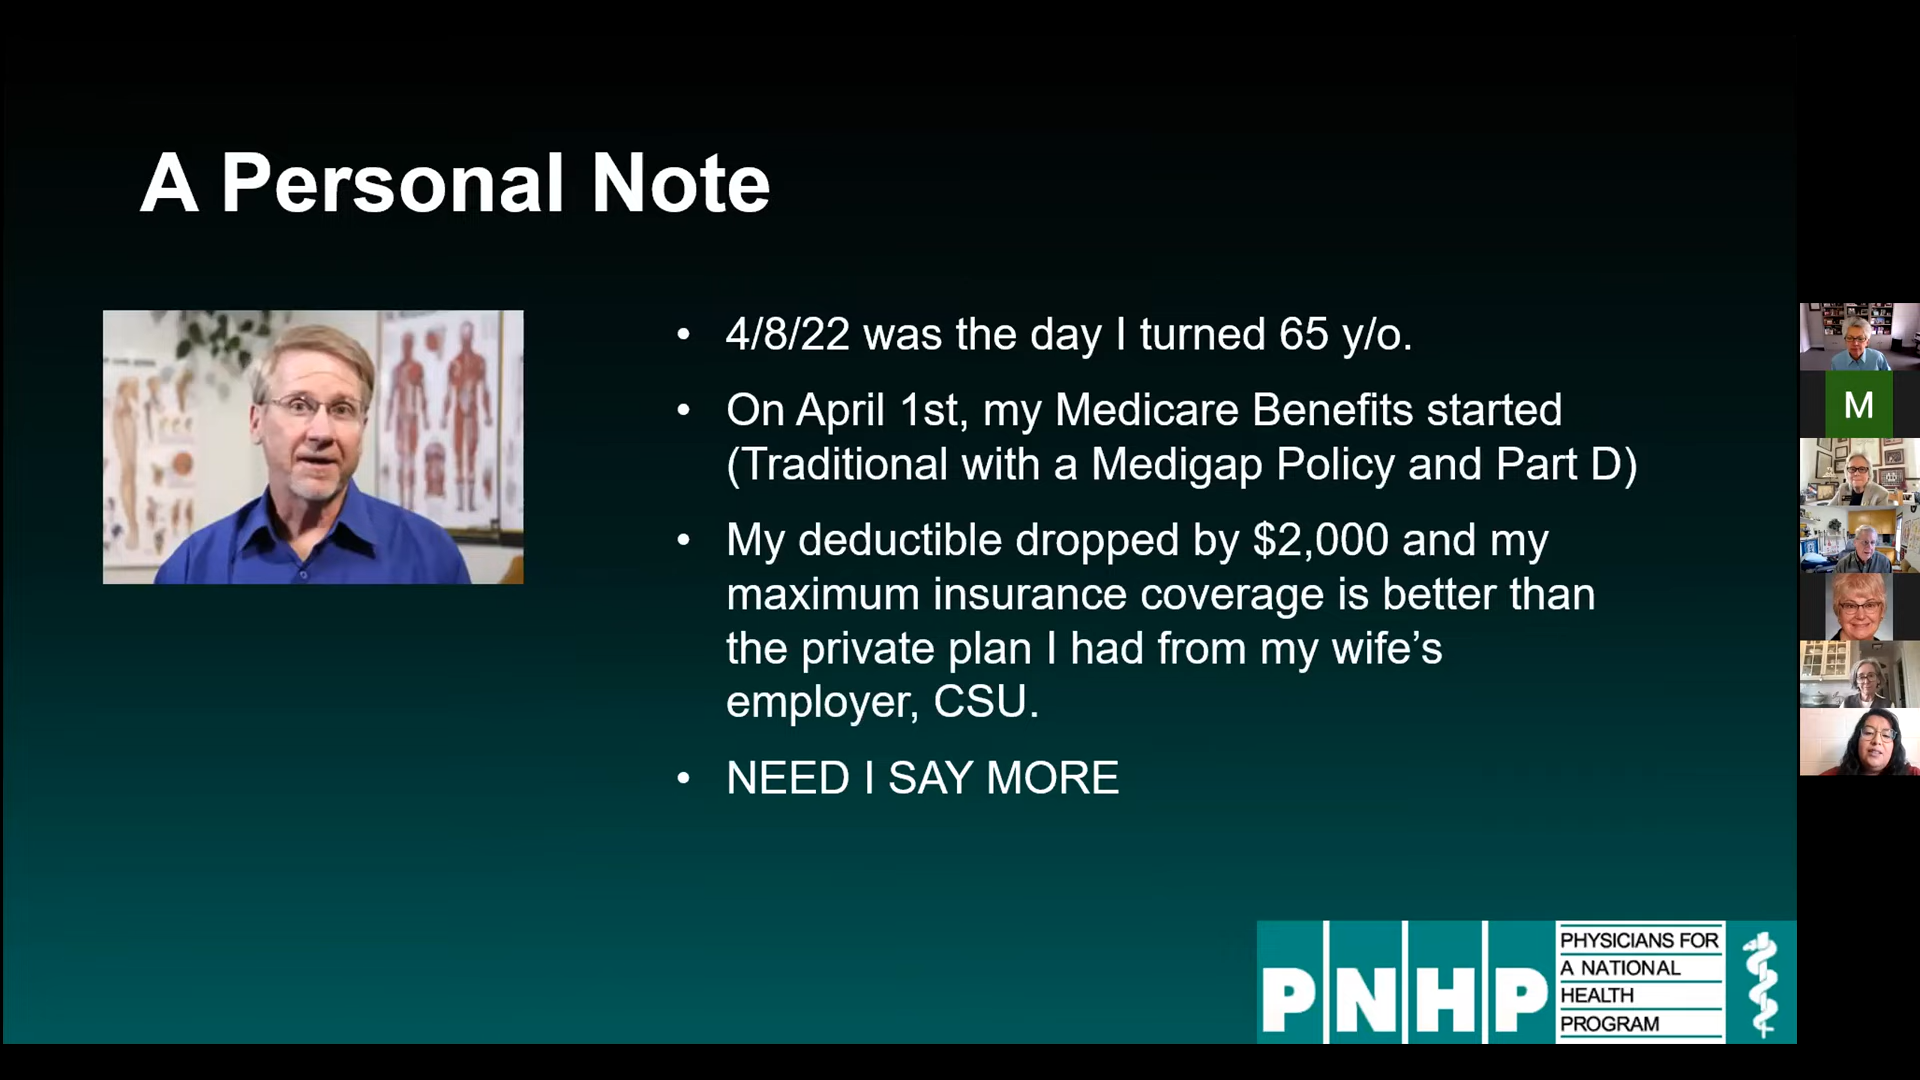 A Personal Note
• 4/8/22 was the day I turned 65 y/o.
• On April 1st, my Medicare Benefits started
(Traditional with a Medigap Policy and Part D)
• My deductible dropped by $2,000 and my
maximum insurance coverage is better than
the private plan I had from my wife’s
employer, CSU.
• NEED I SAY MORE
M
PNHP
PHYSICIANS FOR
A NATIONAL
HEALTH
PROGRAM